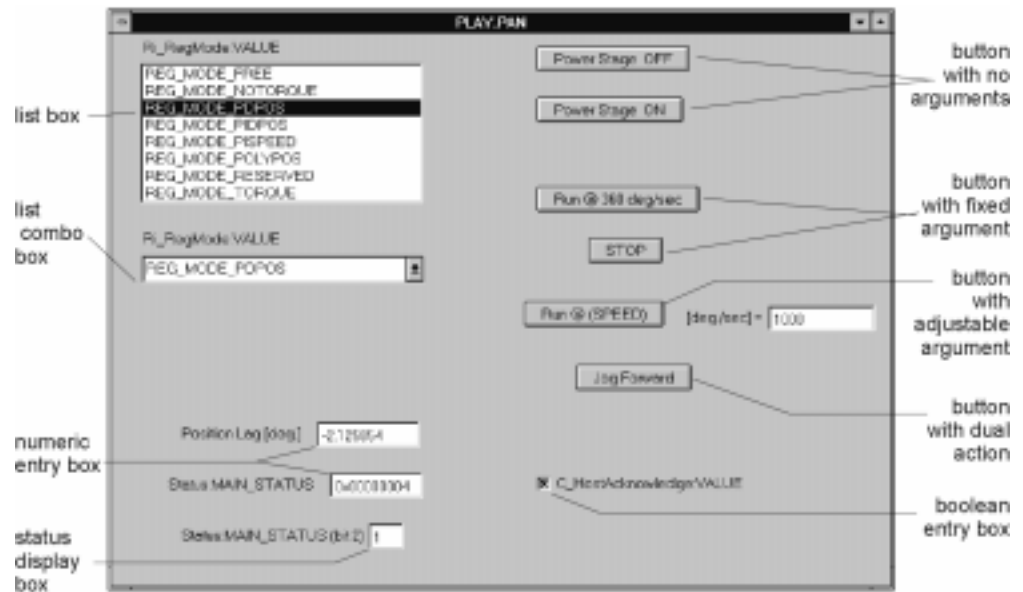 PLAY.PAN
Ri_RegMode:VALUE
REG_MODE_FREE
REG_MODE_NOTORQUE
REG_MODE_PDPOS
REG_MODE_PIDPOS
REG_MODE_PISPEED
REG_MODE_POLYPOS
REG_MODE_RESERVED
REG_MODE_TORQUE
list box
list
combo
box
Ri_RegMode:VALUE
REG_MODE_PDPOS
numeric
entry box
Position Lag [deg]
Status:MAIN_STATUS
0x00000004
status
display
box
Status:MAIN_STATUS (bit 2)
1
Power Stage OFF
Power Stage ON
button
with no
arguments
Run @ 360 deg/sec
STOP
button
with fixed
argument
Run @ (SPEED)
[deg/sec] =
1000
button
with
adjustable
argument
Jog Forward
button
with dual
action
C_HostAcknowledge:VALUE
boolean
entry box